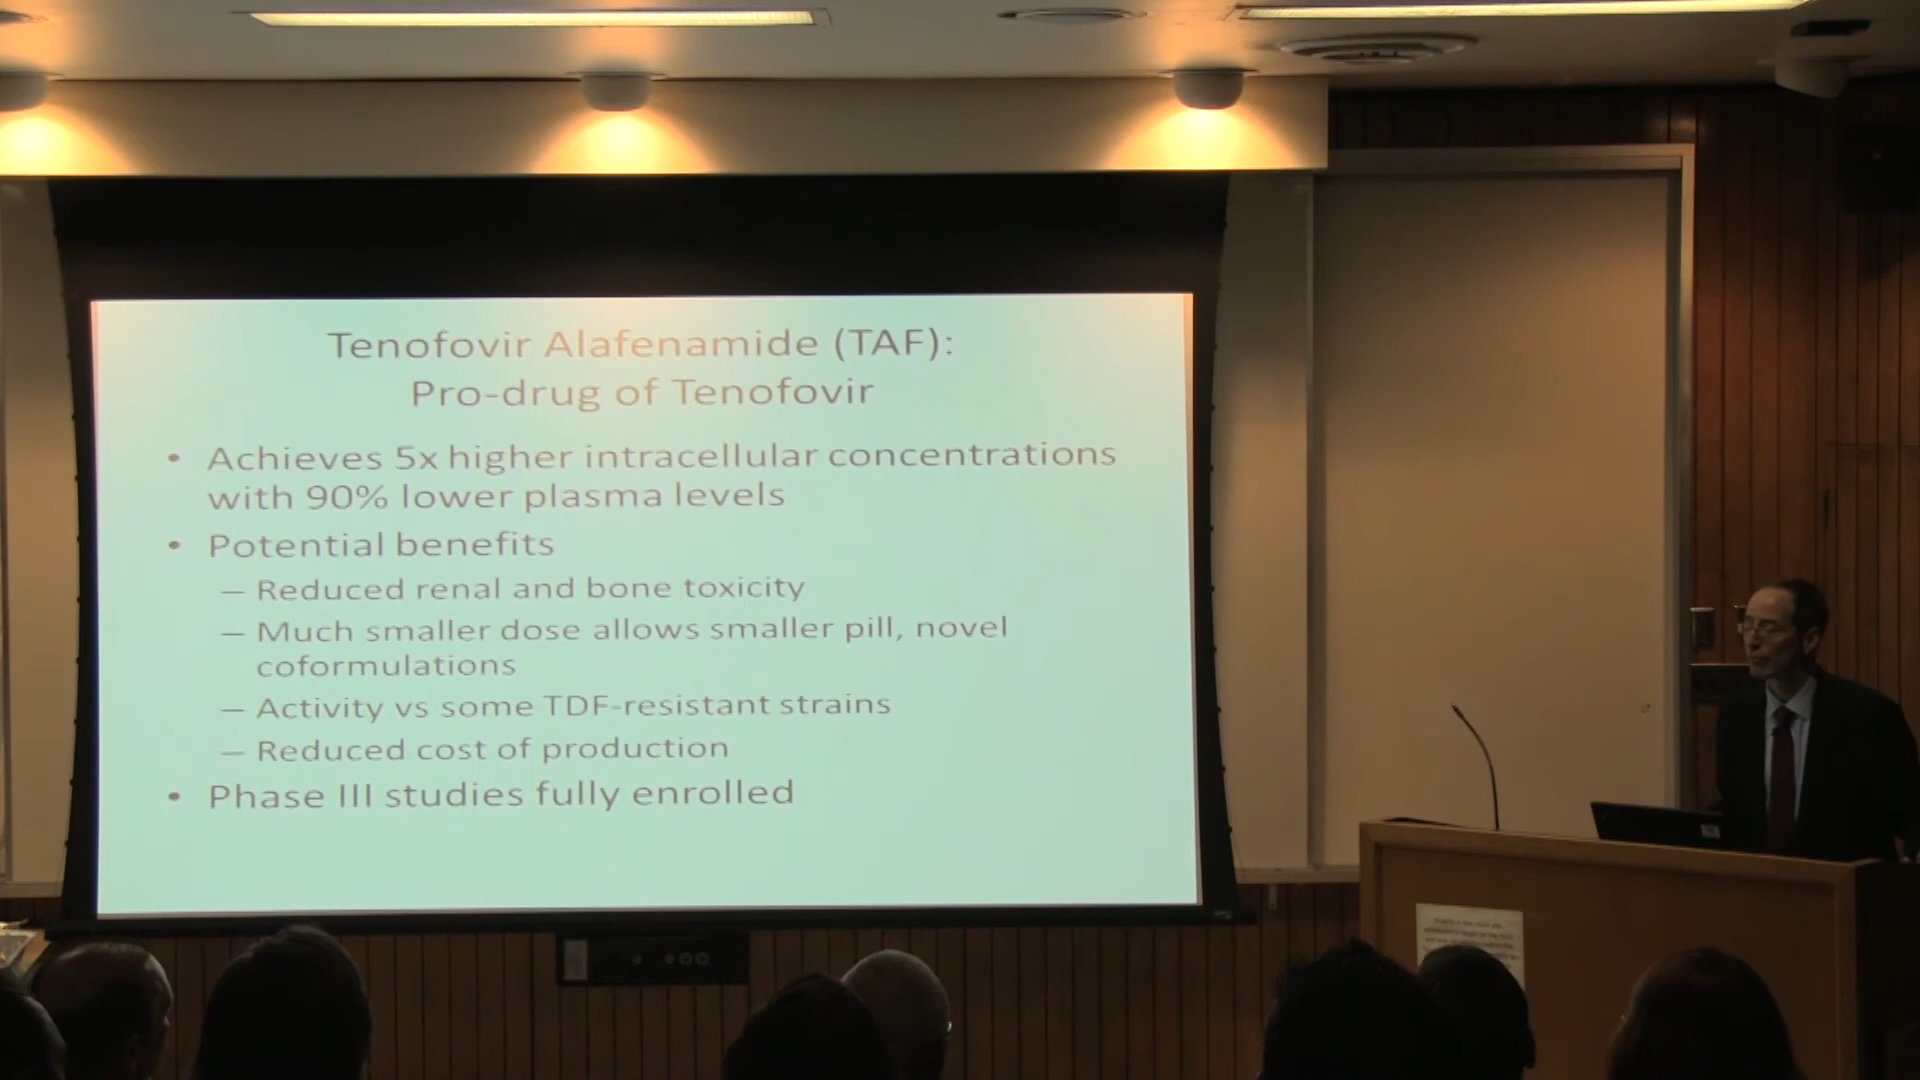 Tenofovir Alafenamide (TAF):
Pro-drug of Tenofovir
• Achieves 5x higher intracellular concentrations
with 90% lower plasma levels
• Potential benefits
– Reduced renal and bone toxicity
– Much smaller dose allows smaller pill, novel
coformulations
– Activity vs some TDF-resistant strains
– Reduced cost of production
• Phase III studies fully enrolled